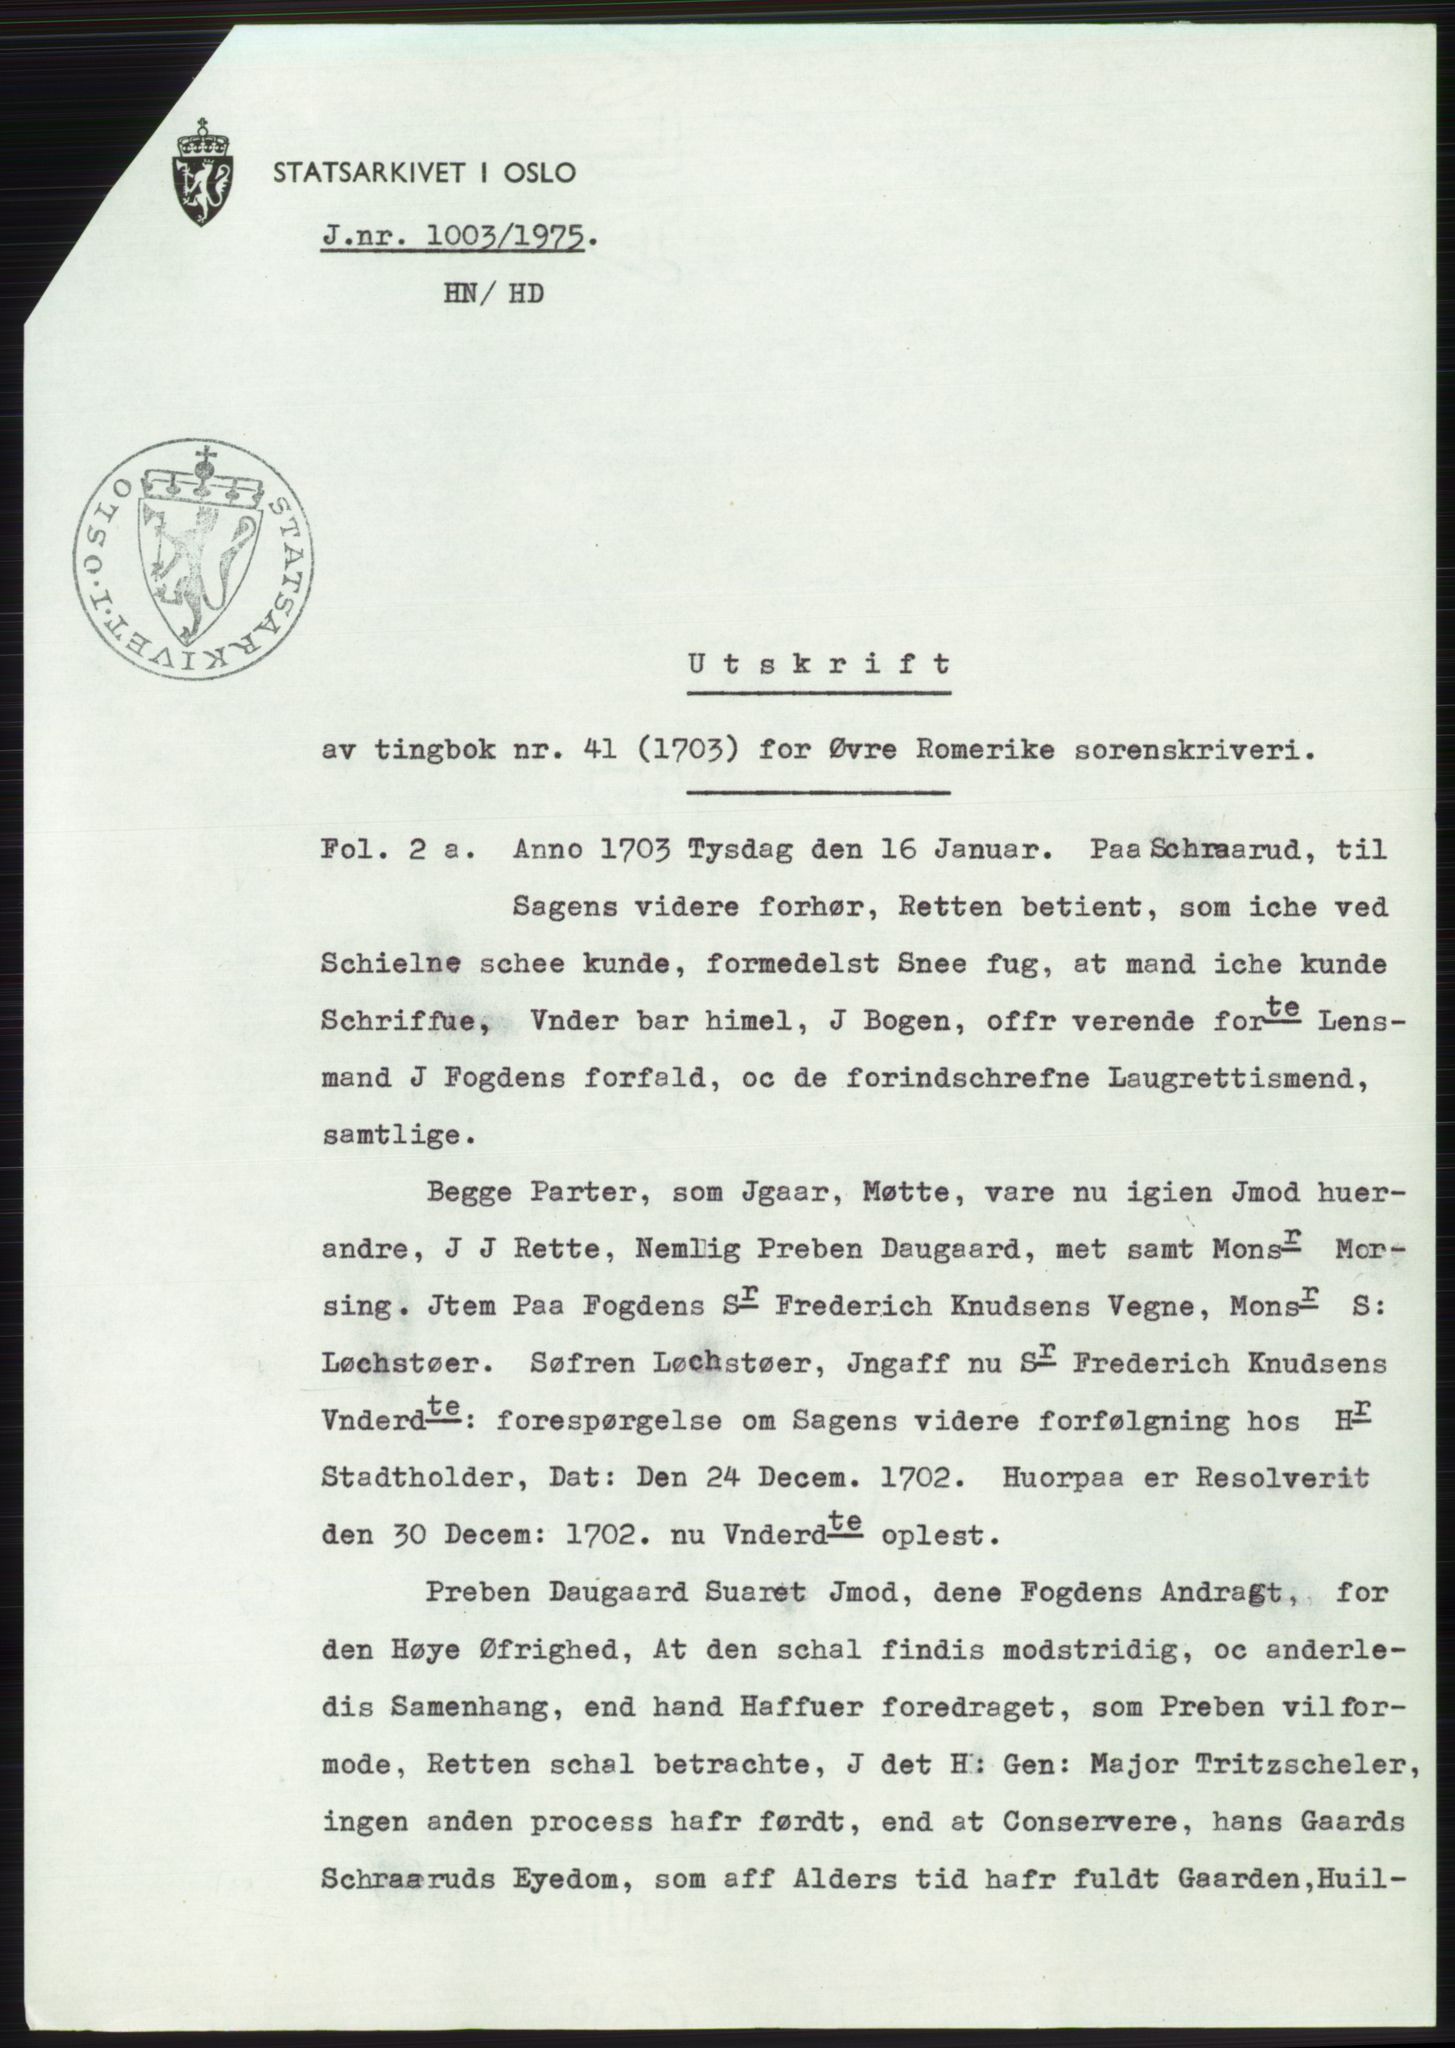 STATSARKIVET I OSLO
J.nr. 1003/1975.
HN/ HD
STATSARKIVET·I·OSLO
U t s k r i f t
av tingbok nr. 41 (1703) for Øvre Romerike sorenskriveri.
Fol. 2 a. Anno 1703 Tysdag den 16 Januar. Paa Schraarud, til
Sagens videre forhør, Retten betient, som iche ved
Schielne schee kunde, formedelst Snee fug, at mand iche kunde
Schriffue, Vnder bar himel, J Bogen, offr verende forte Lens-
mand J Fogdens forfald, oc de forindschrefne Laugrettismend,
samtlige.
Begge Parter, som Jgaar, Møtte, vare nu igien Jmod huer-
andre, J J Rette, Nemlig Preben Daugaard, met samt Monsr Mor-
sing. Jtem Paa Fogdens Sr Frederich Knudsens Vegne, Monsr S:
Løchstøer. Søfren Løchstøer, Jngaff nu Sr Frederich Knudsens
Vnderdte: forespørgelse om Sagens videre forfølgning hos Hr
Stadtholder, Dat: Den 24 Decem. 1702. Huorpaa er Resolverit
den 30 Decem: 1702. nu Vnderdte oplest.
Preben Daugaard Suaret Jmod, dene Fogdens Andragt, for
den Høye Øfrighed, At den schal findis modstridig, oc anderle-
dis Samenhang, end hand Haffuer foredraget, som Preben vil for-
mode, Retten schal betrachte, J det H: Gen: Major Tritzscheler,
ingen anden process hafr førdt, end at Conservere, hans Gaards
Schraaruds Eyedom, som aff Alders tid hafr fuldt Gaarden, Huil-